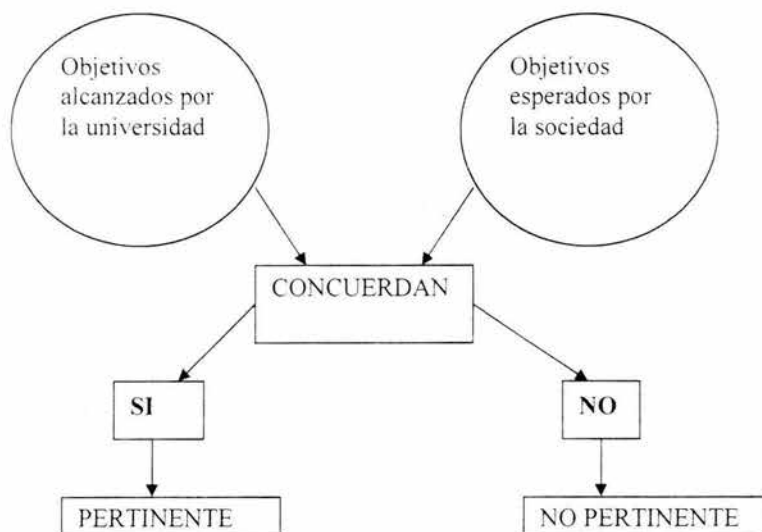 Objetivos
alcanzados por
la universidad
Objetivos
esperados por
la sociedad
CONCUERDAN
SI
NO
PERTINENTE
NO PERTINENTE